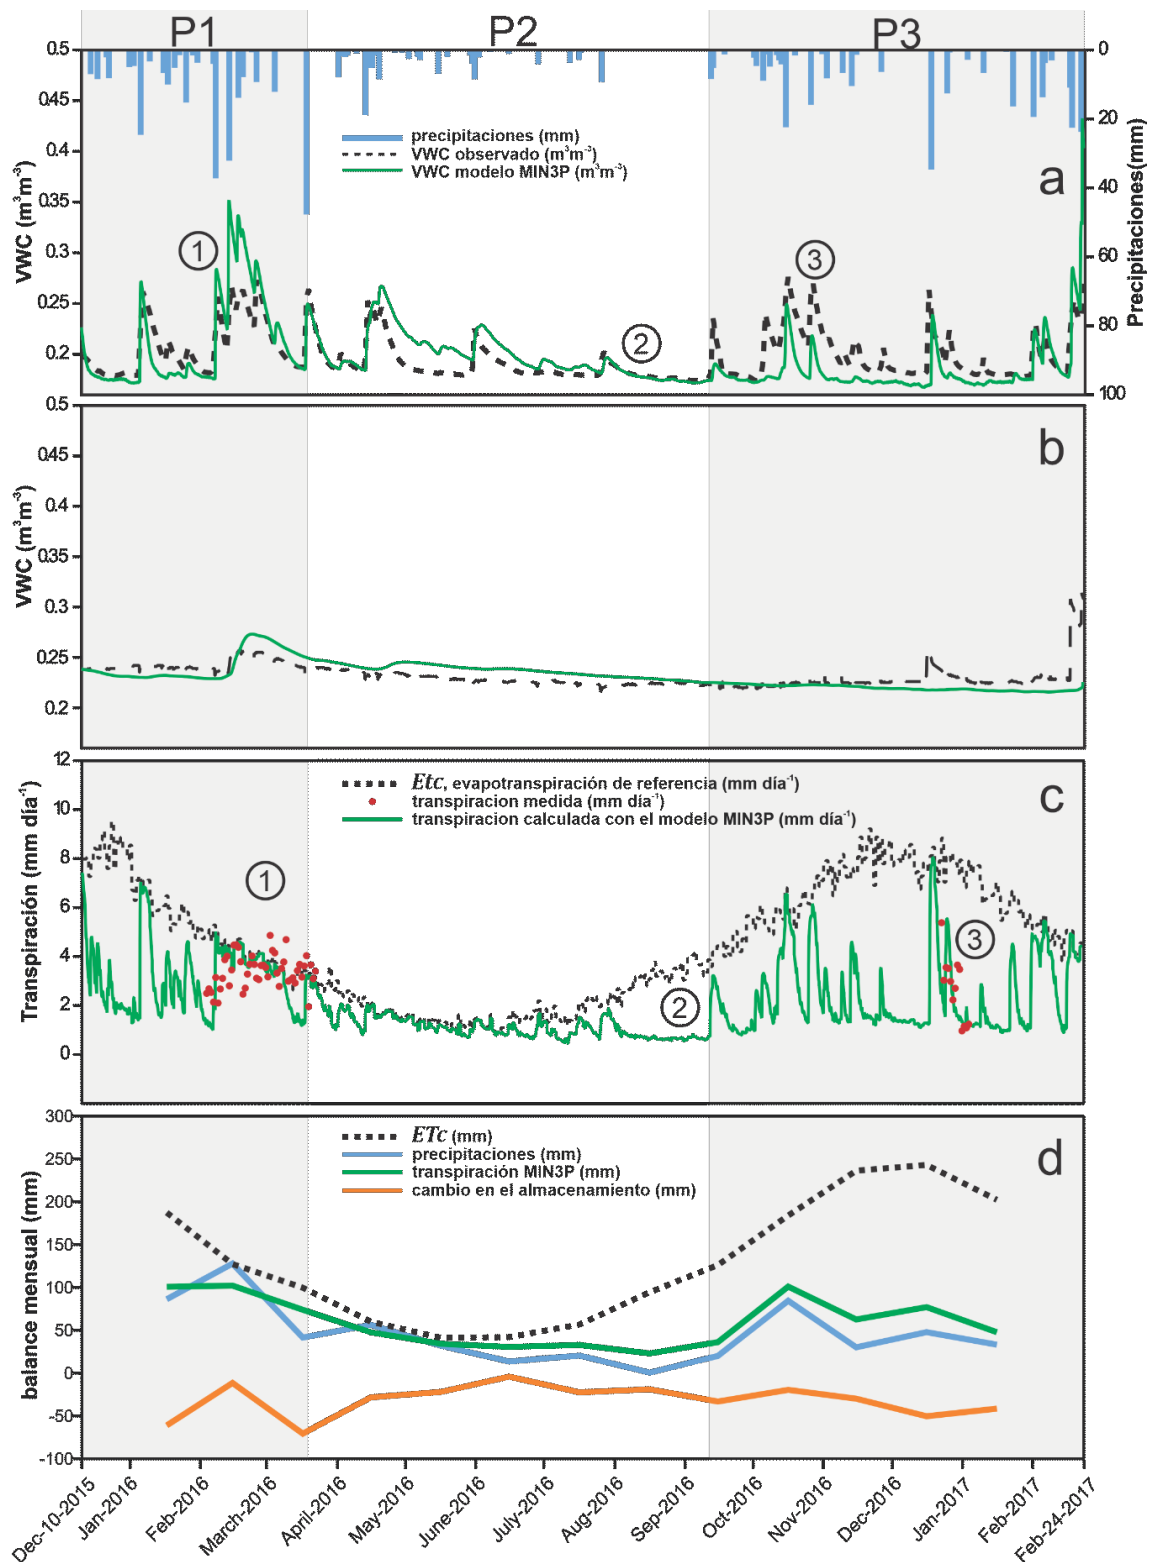 P1
P2
P3
0.5
0.45
0.4
0.35
0.3
0.25
0.2
VWC (m³m⁻³)
0
20
40
60
80
100
Precipitaciones(mm)
precipitaciones (mm)
VWC observado (m³m⁻³)
VWC modelo MIN3P (m³m⁻³)
a
1
2
3
0.5
0.45
0.4
0.35
0.3
0.25
0.2
VWC (m³m⁻³)
b
12
10
8
6
4
2
0
Transpiración (mm día⁻¹)
Etc, evapotranspiración de referencia (mm día⁻¹)
transpiracion medida (mm día⁻¹)
transpiracion calculada con el modelo MIN3P (mm día⁻¹)
c
1
2
3
300
250
200
150
100
50
0
-50
-100
balance mensual (mm)
ETc (mm)
precipitaciones (mm)
transpiración MIN3P (mm)
cambio en el almacenamiento (mm)
d
Dec-10-2015
Jan-2016
Feb-2016
March-2016
April-2016
May-2016
June-2016
July-2016
Aug-2016
Sep-2016
Oct-2016
Nov-2016
Dec-2016
Jan-2017
Feb-2017
Feb-24-2017